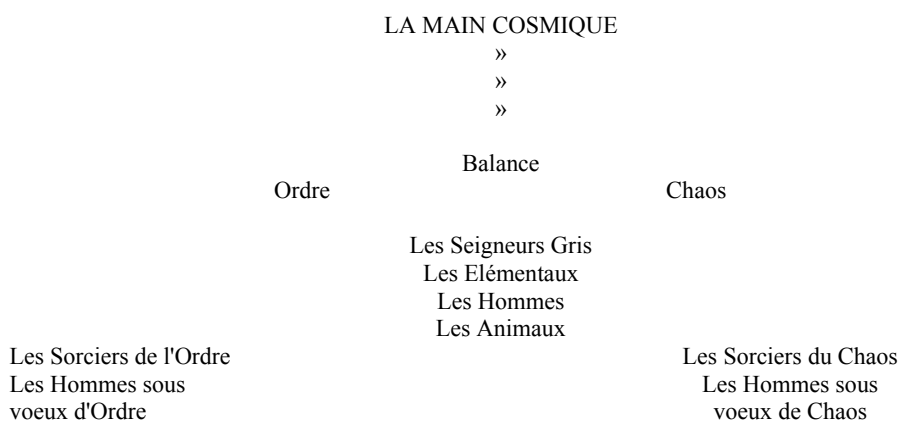 LA MAIN COSMIQUE
»
»
»
Balance
Ordre Chaos
Les Seigneurs Gris
Les Elémentaux
Les Hommes
Les Animaux
Les Sorciers de l'Ordre Les Sorciers du Chaos
Les Hommes sous Les Hommes sous
voeux d'Ordre voeux de Chaos